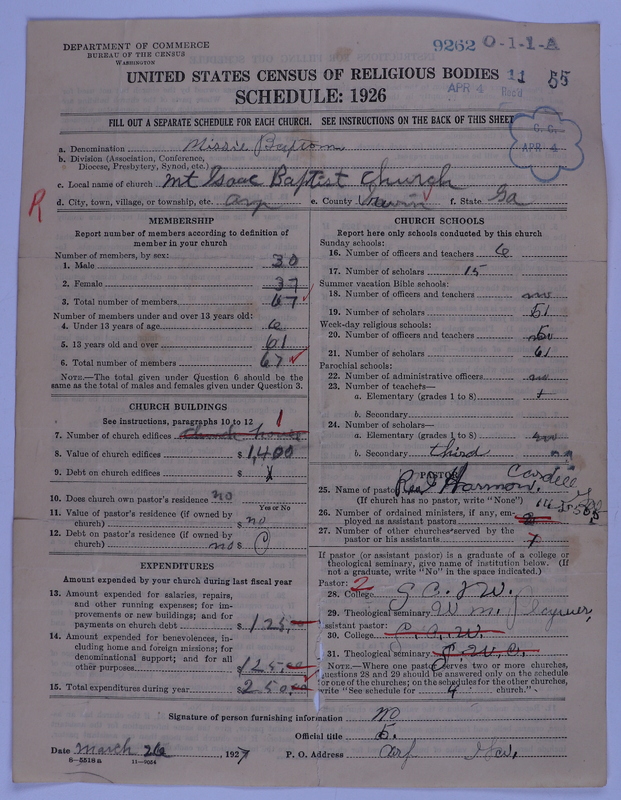 DEPARTMENT OF COMMERCE
BUREAU OF THE CENSUS
WASHINGTON
9262 0-1-1-A
UNITED STATES CENSUS OF RELIGIOUS BODIES 11 55
APR 4 Rec'd
SCHEDULE: 1926
FILL OUT A SEPARATE SCHEDULE FOR EACH CHURCH. SEE INSTRUCTIONS ON THE BACK OF THIS SHEET
APR 4
a. Denomination
b. Division (Association, Conference,
Diocese, Presbytery, Synod, etc.)
c. Local name of church Mt Isaac Baptist Church
R
d. City, town, village, or township, etc. Arp e. County Irwin f. State Ga
MEMBERSHIP
Report number of members according to definition of
member in your church
Number of members, by sex:
1. Male 30
2. Female 37
3. Total number of members 67
Number of members under and over 13 years old:
4. Under 13 years of age 6
5. 13 years old and over 61
6. Total number of members 67
NOTE.—The total given under Question 6 should be
the same as the total of males and females given under Question 3.
CHURCH BUILDINGS
See instructions, paragraphs 10 to 12
7. Number of church edifices 1
8. Value of church edifices $ 1,400
9. Debt on church edifices $
10. Does church own pastor's residence no
Yes or No
11. Value of pastor's residence (if owned by
church) $ no
12. Debt on pastor's residence (if owned by
church) no $
EXPENDITURES
Amount expended by your church during last fiscal year
13. Amount expended for salaries, repairs,
and other running expenses; for im-
provements or new buildings; and for
payments on church debt $ 125.
14. Amount expended for benevolences, in-
cluding home and foreign missions; for
denominational support; and for all
other purposes 125.00
15. Total expenditures during year $ 250.00
CHURCH SCHOOLS
Report here only schools conducted by this church
Sunday schools:
16. Number of officers and teachers 6
17. Number of scholars 15
Summer vacation Bible schools:
18. Number of officers and teachers no
19. Number of scholars 51
Week-day religious schools:
20. Number of officers and teachers
21. Number of scholars 61
Parochial schools:
22. Number of administrative officers no
23. Number of teachers—
a. Elementary (grades 1 to 8)
b. Secondary
24. Number of scholars—
a. Elementary (grades 1 to 8)
b. Secondary third
PASTOR
25. Name of pastor Rev Harmon, Cordele
(If church has no pastor, write "None")
26. Number of ordained ministers, if any, em-
ployed as assistant pastors
27. Number of other churches served by the
pastor or his assistants
If pastor (or assistant pastor) is a graduate of a college or
theological seminary, give name of institution below. (If
not a graduate, write "No" in the space indicated.)
Pastor: 2
28. College
29. Theological seminary
Assistant pastor:
30. College
31. Theological seminary
NOTE.—Where one pastor serves two or more churches,
questions 28 and 29 should be answered only on the schedule
for one of the churches; on the schedules for the other churches,
write "See schedule for 4 church."
Signature of person furnishing information no
Official title 5.
Date March 26, 1927 P. O. Address Arp
8—5518 a 11—9054